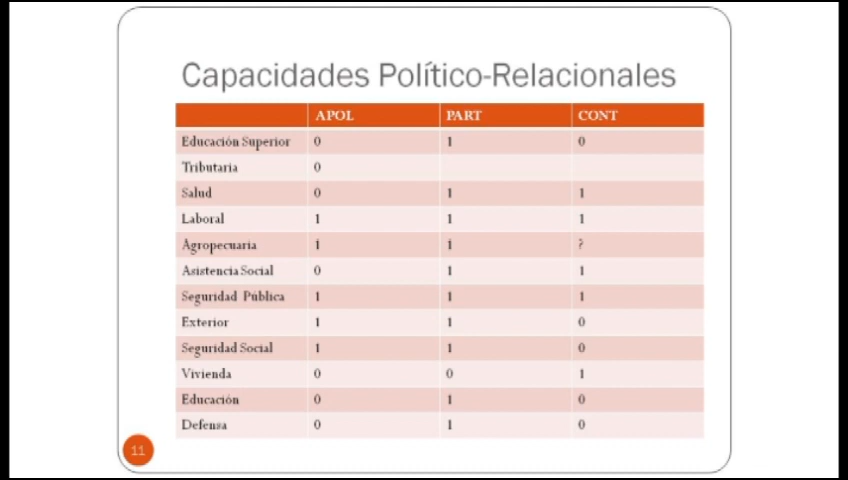 Capacidades Político-Relacionales
APOL PART CONT
Educación Superior 0 1 0
Tributaria 0
Salud 0 1 1
Laboral 1 1 1
Agropecuaria 1 1 ?
Asistencia Social 0 1 1
Seguridad Pública 1 1 1
Exterior 1 1 0
Seguridad Social 1 1 0
Vivienda 0 0 1
Educación 0 1 0
Defensa 0 1 0
11